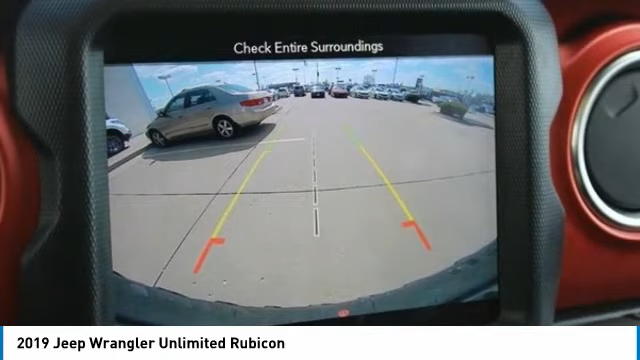 Check Entire Surroundings
2019 Jeep Wrangler Unlimited Rubicon